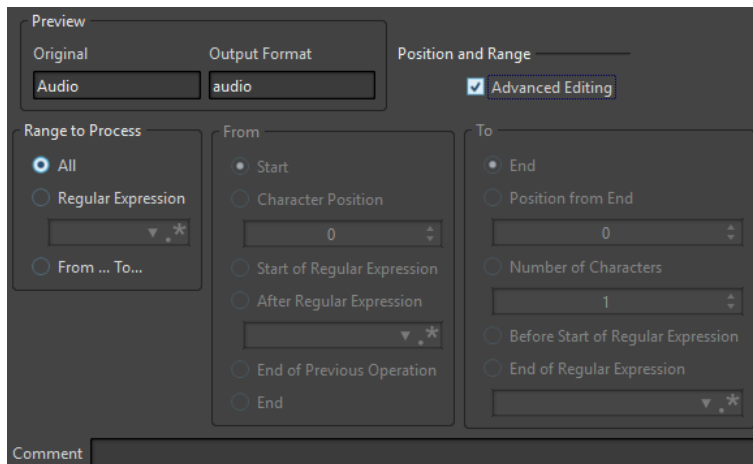 Preview
Original Output Format Position and Range
Audio audio Advanced Editing
Range to Process From To
All Start End
Regular Expression Character Position Position from End
.* 0 0
From ... To... Start of Regular Expression Number of Characters
After Regular Expression 1
.* Before Start of Regular Expression
End of Previous Operation End of Regular Expression
End .*
Comment